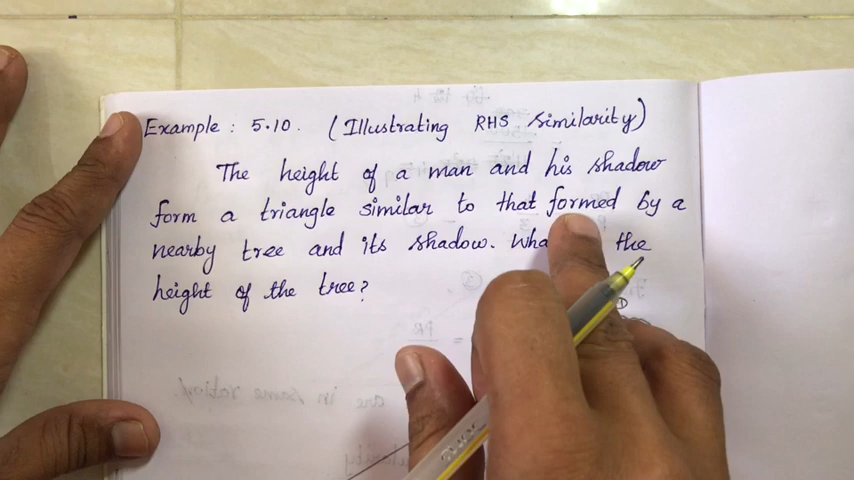 Example : 5.10. (Illustrating RHS Similarity)
The height of a man and his shadow
form a triangle similar to that formed by a
nearby tree and its shadow. Wha the
height of the tree?